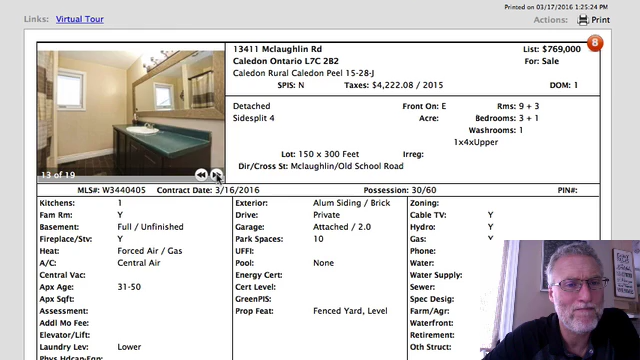 Printed on 03/17/2016 1:25:24 PM
Links: Virtual Tour
Actions: Print
8
13411 Mclaughlin Rd List: $769,000
Caledon Ontario L7C 2B2 For: Sale
Caledon Rural Caledon Peel 15-28-J
SPIS: N Taxes: $4,222.08 / 2015 DOM: 1
Detached Front On: E Rms: 9 + 3
Sidesplit 4 Acre: Bedrooms: 3 + 1
Washrooms: 1
1x4xUpper
Lot: 150 x 300 Feet Irreg:
Dir/Cross St: Mclaughlin/Old School Road
13 of 19
MLS#: W3440405 Contract Date: 3/16/2016 Possession: 30/60 PIN#:
Kitchens: 1 Exterior: Alum Siding / Brick Zoning:
Fam Rm: Y Drive: Private Cable TV: Y
Basement: Full / Unfinished Garage: Attached / 2.0 Hydro: Y
Fireplace/Stv: Y Park Spaces: 10 Gas: Y
Heat: Forced Air / Gas UFFI: Phone:
A/C: Central Air Pool: None Water:
Central Vac: Energy Cert: Water Supply:
Apx Age: 31-50 Cert Level: Sewer:
Apx Sqft: GreenPIS: Spec Desig:
Assessment: Prop Feat: Fenced Yard, Level Farm/Agr:
Addl Mo Fee: Waterfront:
Elevator/Lift: Retirement:
Laundry Lev: Lower Oth Struct:
Phys Hdcap-Eqp: